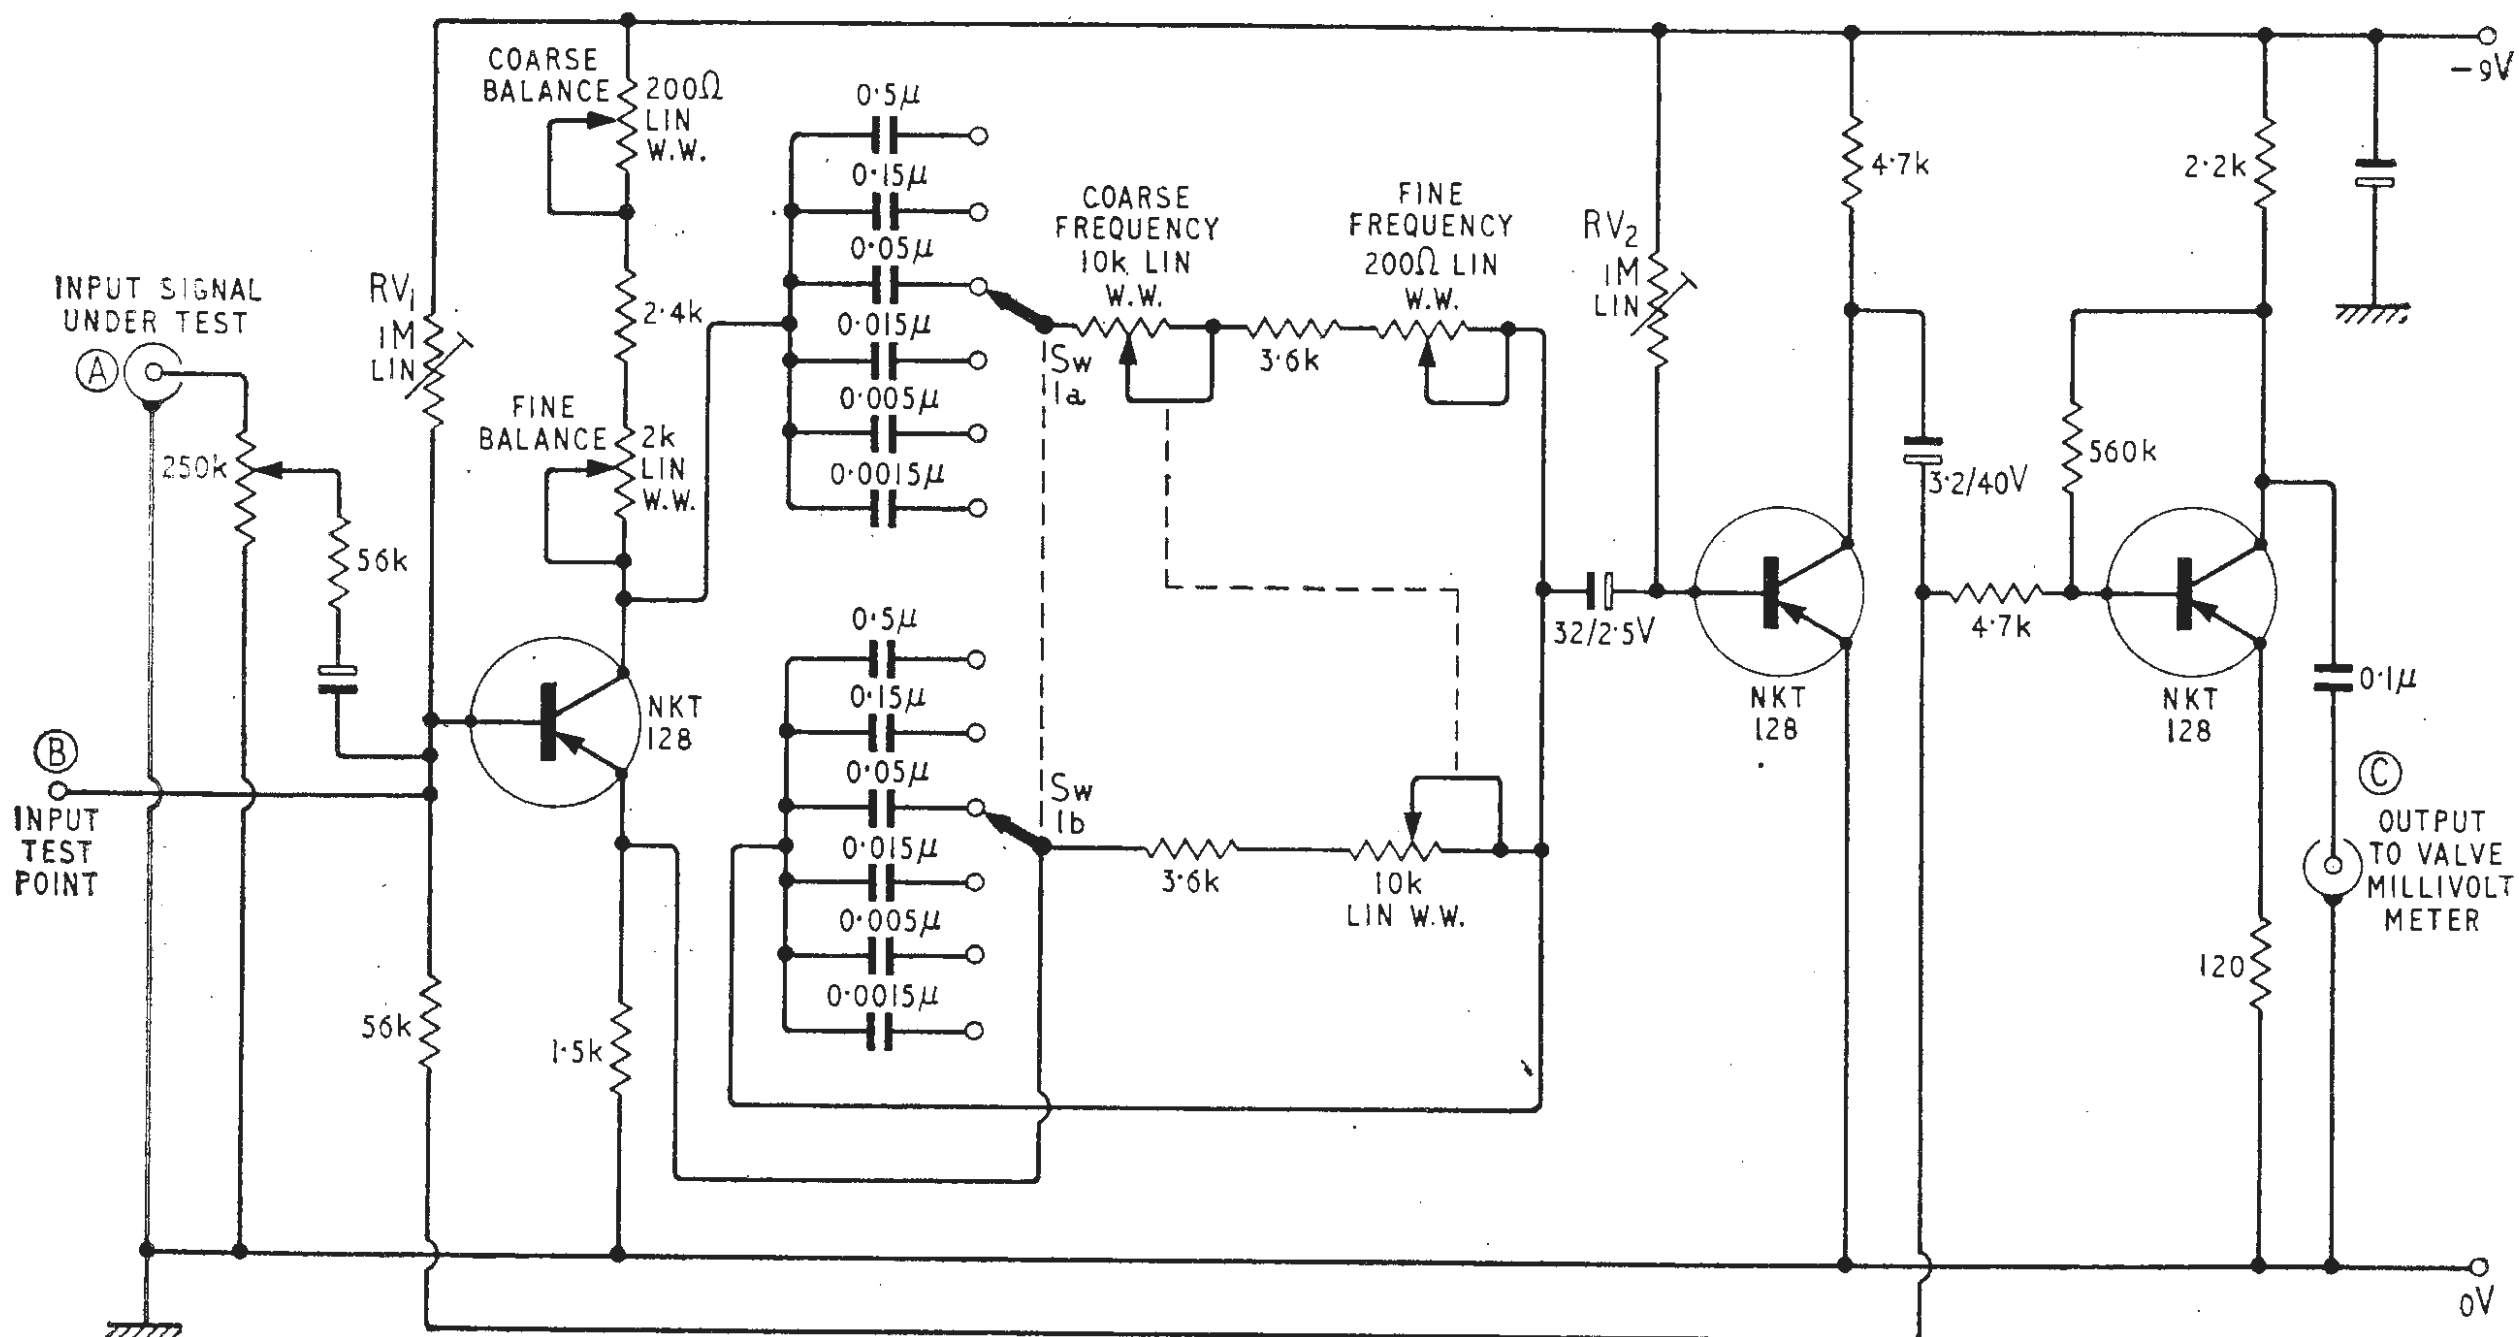 COARSE
BALANCE
200Ω
LIN
W.W.
0·5μ
0·15μ
0·05μ
0·015μ
0·005μ
0·0015μ
COARSE
FREQUENCY
10k LIN
W.W.
FINE
FREQUENCY
200Ω LIN
W.W.
RV₂
1M
LIN
4·7k
2·2k
−9V
INPUT SIGNAL
UNDER TEST
A
RV₁
1M
LIN
2·4k
FINE
BALANCE
2k
LIN
W.W.
Sw
1a
3·6k
250k
56k
3·2/40V
560k
0·5μ
0·15μ
0·05μ
0·015μ
0·005μ
0·0015μ
NKT
128
32/2·5V
NKT
128
4·7k
NKT
128
0·1μ
B
INPUT
TEST
POINT
Sw
1b
3·6k
10k
LIN W.W.
C
OUTPUT
TO VALVE
MILLIVOLT
METER
56k
1·5k
120
0V